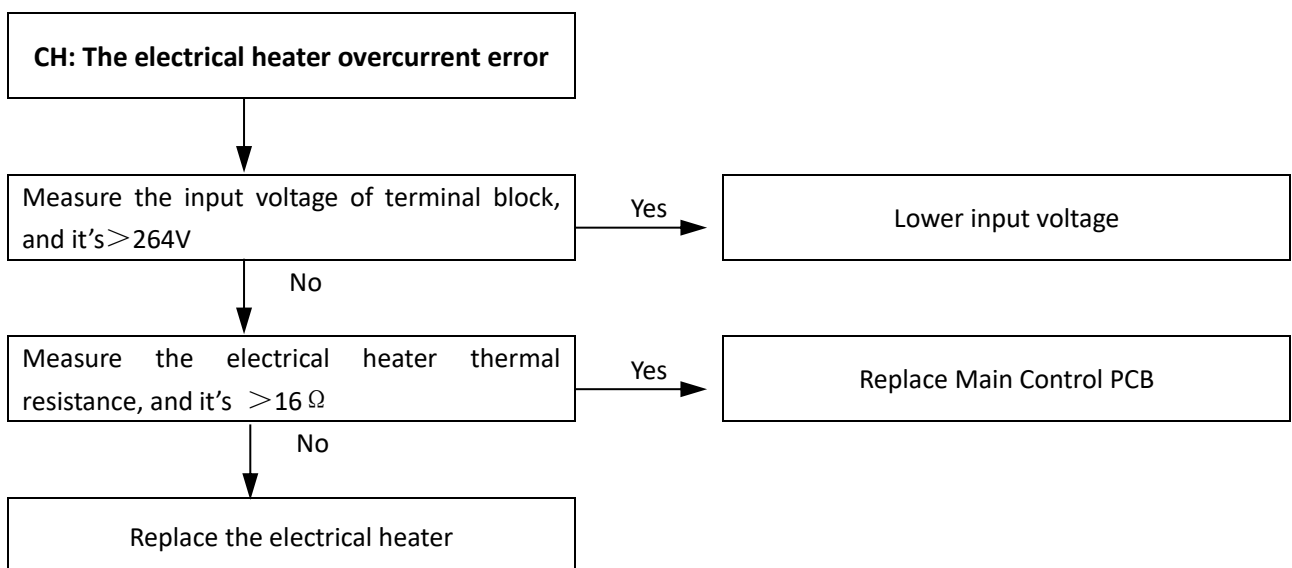 CH: The electrical heater overcurrent error
Measure the input voltage of terminal block,
and it's＞264V
Yes
Lower input voltage
No
Measure the electrical heater thermal
resistance, and it's ＞16Ω
Yes
Replace Main Control PCB
No
Replace the electrical heater